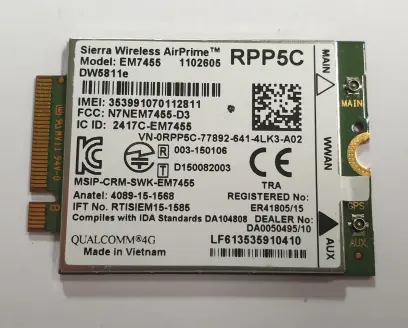 Sierra Wireless AirPrime™ RPP5C
Model: EM7455 1102605
DW5811e
IMEI: 353991070112811
FCC: N7NEM7455-D3
IC ID: 2417C-EM7455
VN-0RPP5C-77892-641-4LK3-A02
R 003-150106
T D150082003
CE
MSIP-CRM-SWK-EM7455
TRA
Anatel: 4089-15-1568
REGISTERED No:
IFT No. RTISIEM15-1585
ER41805/15
Complies with IDA Standards DA104808
DEALER No:
DA0050495/10
QUALCOMM®4G
LF613535910410
Made in Vietnam
MAIN
WWAN
AUX
MAIN
GPS
AUX.